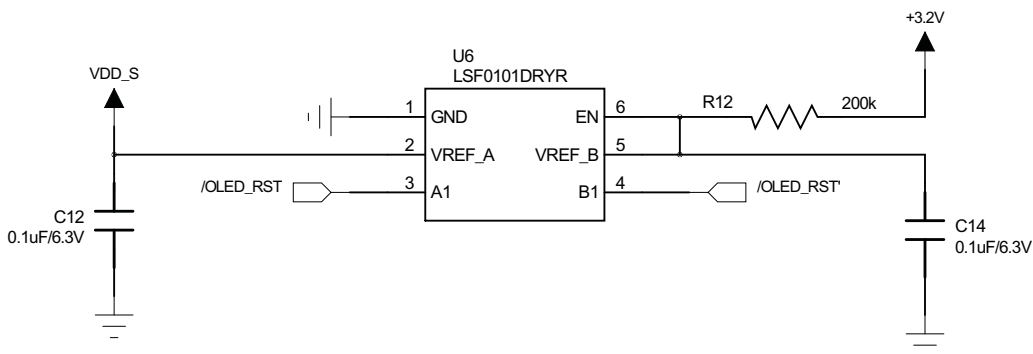 +3.2V
U6
LSF0101DRYR
VDD_S
1 GND EN 6 R12 200k
2 VREF_A VREF_B 5
/OLED_RST 3 A1 B1 4 /OLED_RST'
C12
0.1uF/6.3V
C14
0.1uF/6.3V